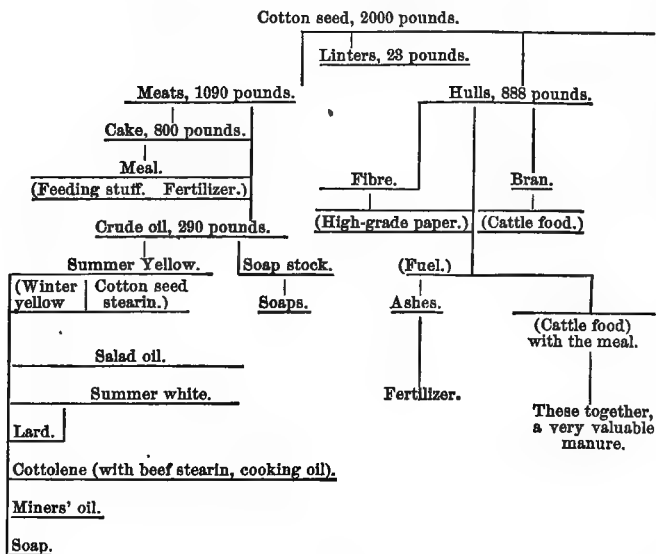 Cotton seed, 2000 pounds.
Linters, 23 pounds.
Meats, 1090 pounds.
Hulls, 888 pounds.
Cake, 800 pounds.
Meal.
(Feeding stuff. Fertilizer.)
Fibre.
Bran.
(High-grade paper.)
(Cattle food.)
Crude oil, 290 pounds.
Summer Yellow.
Soap stock.
(Fuel.)
(Winter
yellow
Cotton seed
stearin.)
Soaps.
Ashes.
(Cattle food)
with the meal.
Salad oil.
Summer white.
Fertilizer.
These together,
a very valuable
manure.
Lard.
Cottolene (with beef stearin, cooking oil).
Miners' oil.
Soap.